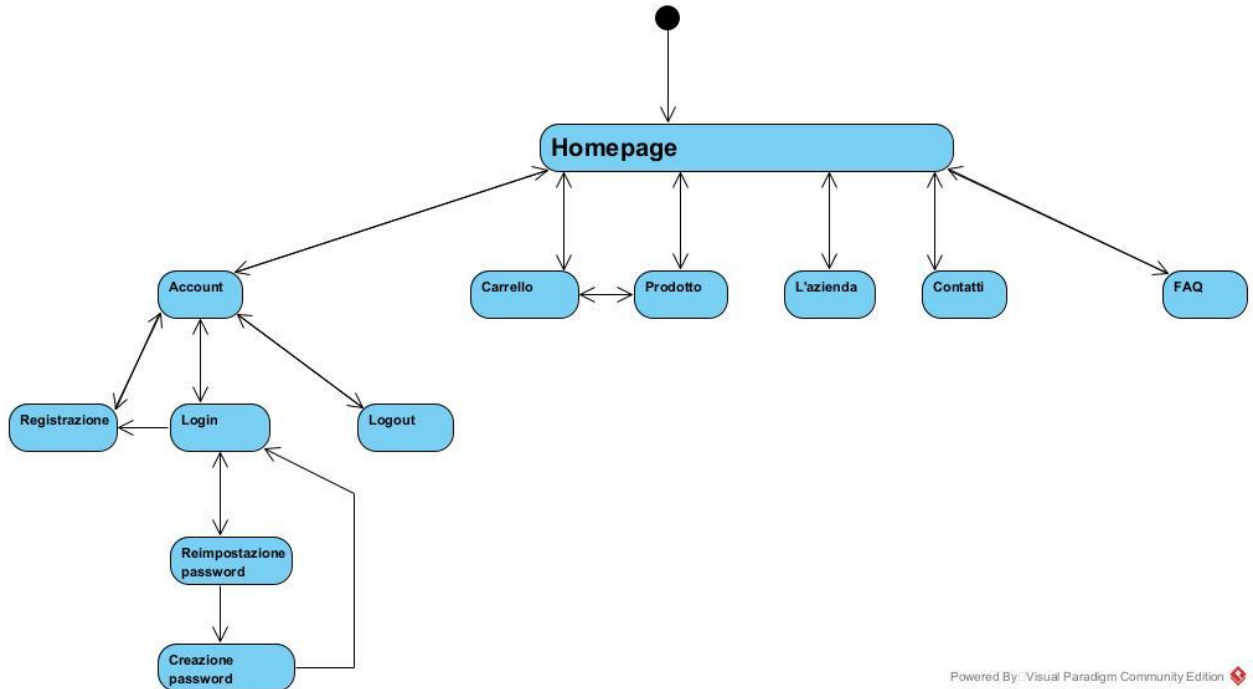 Homepage
Account
Carrello
Prodotto
L'azienda
Contatti
FAQ
Registrazione
Login
Logout
Reimpostazione
password
Creazione
password
Powered By Visual Paradigm Community Edition